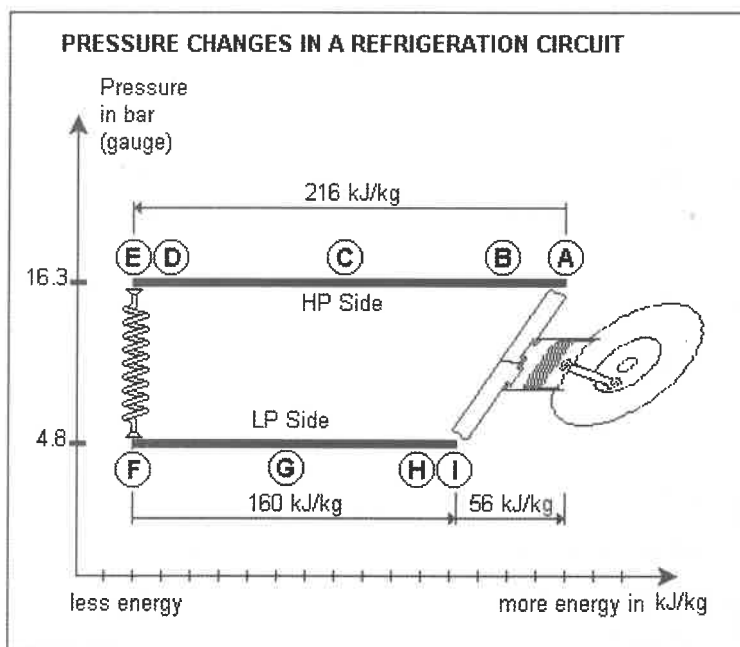 PRESSURE CHANGES IN A REFRIGERATION CIRCUIT
Pressure
in bar
(gauge)
216 kJ/kg
E D C B A
16.3
HP Side
LP Side
4.8
F G H I
160 kJ/kg 56 kJ/kg
less energy more energy in kJ/kg